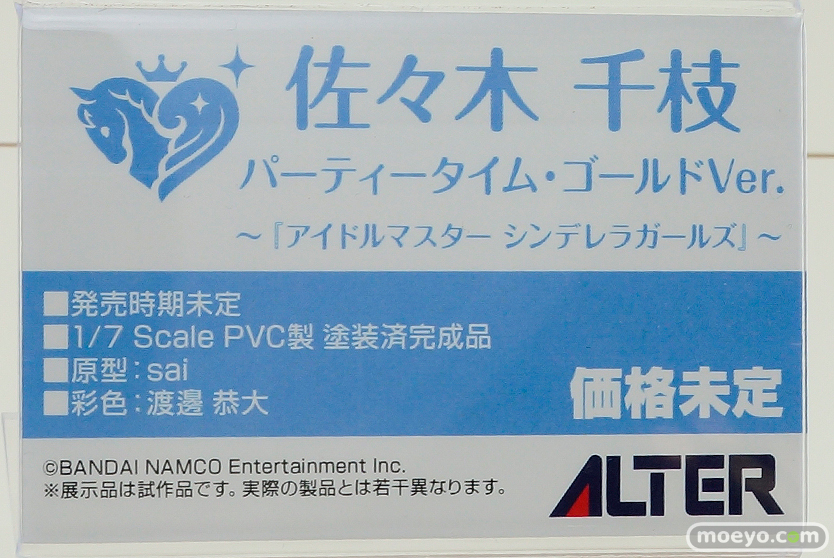 佐々木 千枝
パーティータイム・ゴールドVer.
～『アイドルマスター シンデレラガールズ』～
■発売時期未定
■1/7 Scale PVC製 塗装済完成品
■原型：sai
■彩色：渡邊 恭大
価格未定
©BANDAI NAMCO Entertainment Inc.
※展示品は試作品です。実際の製品とは若干異なります。
ALTER
moeyo.com